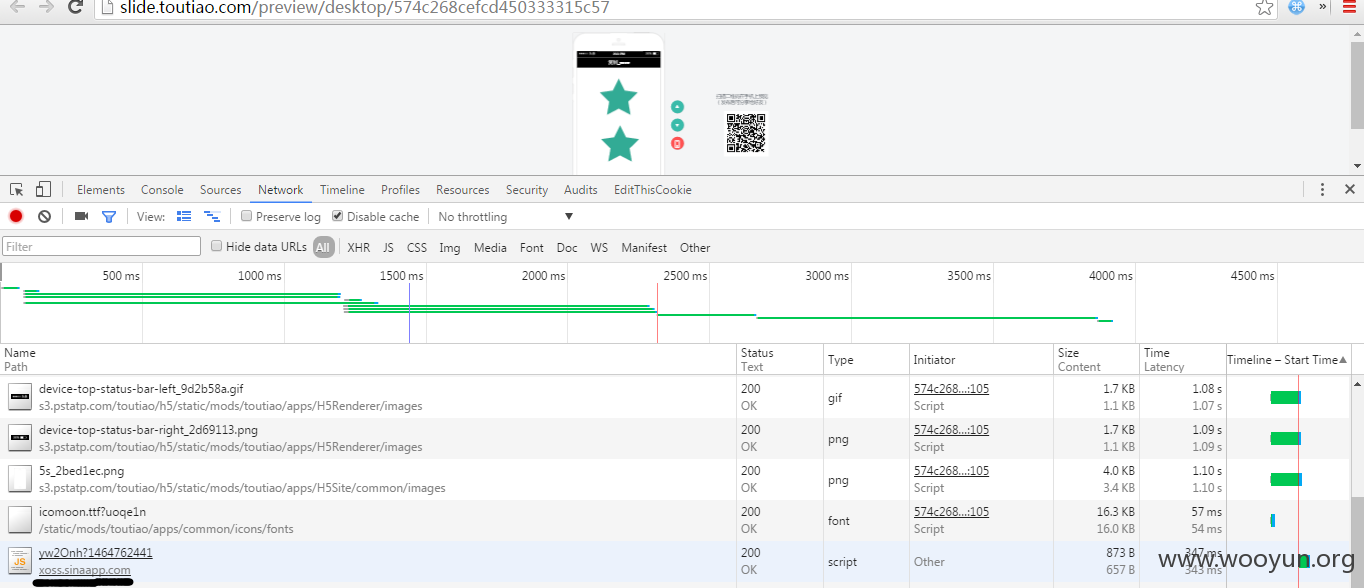 slide.toutiao.com/preview/desktop/574c268cefcd450333315c57
»
Elements Console Sources Network Timeline Profiles Resources Security Audits EditThisCookie
View: Preserve log Disable cache No throttling
Filter Hide data URLs All XHR JS CSS Img Media Font Doc WS Manifest Other
500 ms 1000 ms 1500 ms 2000 ms 2500 ms 3000 ms 3500 ms 4000 ms 4500 ms
Name Status Type Initiator Size Time Timeline – Start Time
Path Text Content Latency
device-top-status-bar-left_9d2b58a.gif 200 gif 574c268...:105 1.7 KB 1.08 s
s3.pstatp.com/toutiao/h5/static/mods/toutiao/apps/H5Renderer/images OK Script 1.1 KB 1.07 s
device-top-status-bar-right_2d69113.png 200 png 574c268...:105 1.7 KB 1.09 s
s3.pstatp.com/toutiao/h5/static/mods/toutiao/apps/H5Renderer/images OK Script 1.1 KB 1.09 s
5s_2bed1ec.png 200 png 574c268...:105 4.0 KB 1.10 s
s3.pstatp.com/toutiao/h5/static/mods/toutiao/apps/H5Site/common/images OK Script 3.4 KB 1.10 s
icomoon.ttf?uoqe1n 200 font 574c268...:105 16.3 KB 57 ms
/static/mods/toutiao/apps/common/icons/fonts OK Script 16.0 KB 54 ms
JS yw2Onh?1464762441 200 script Other 873 B 347 ms
xoss.sinaapp.com OK 657 B 343 ms
www.wooyun.org